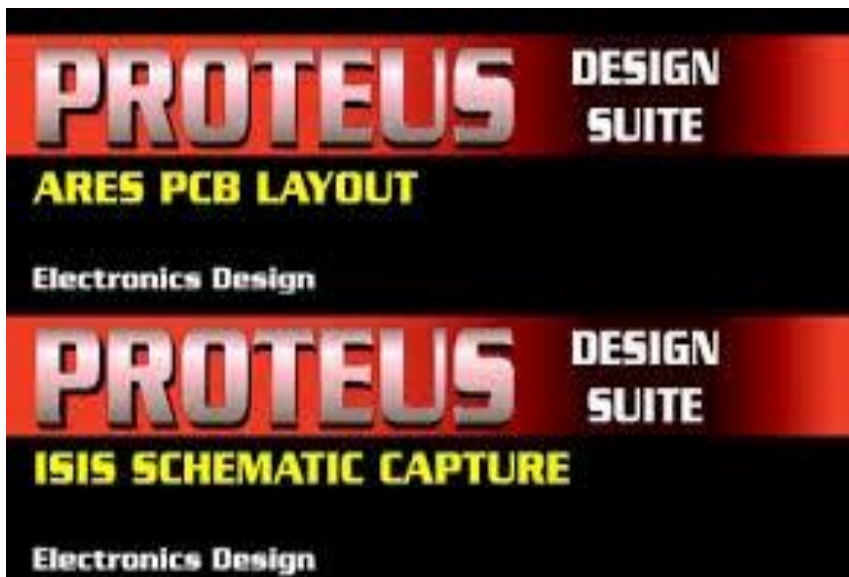 PROTEUS DESIGN SUITE
ARES PCB LAYOUT
Electronics Design
PROTEUS DESIGN SUITE
ISIS SCHEMATIC CAPTURE
Electronics Design